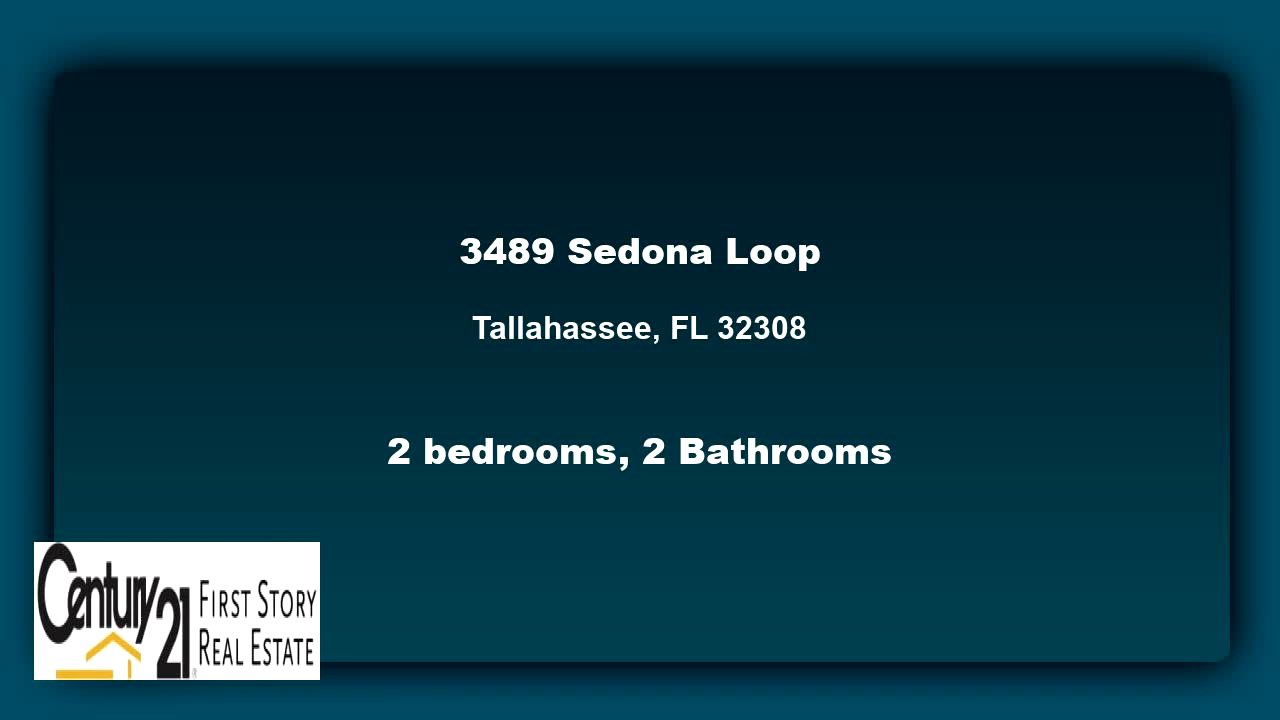 3489 Sedona Loop
Tallahassee, FL 32308
2 bedrooms, 2 Bathrooms
Century 21
FIRST STORY
REAL ESTATE